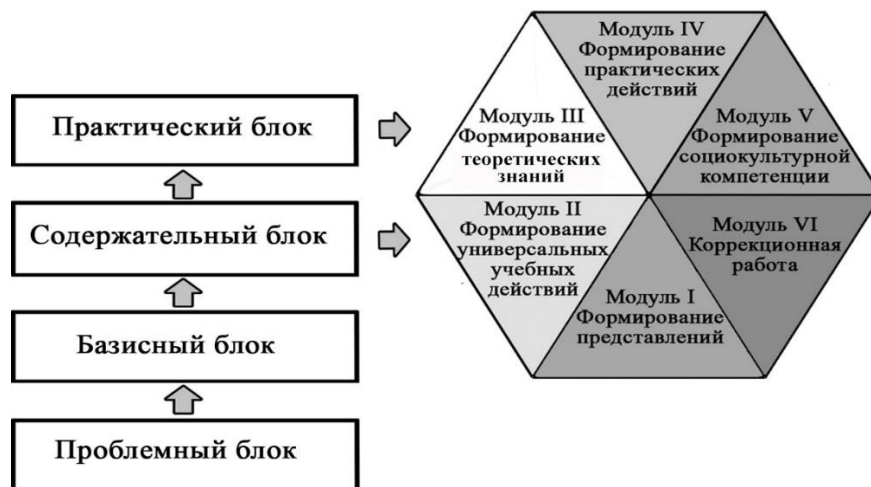 Практический блок
Содержательный блок
Базисный блок
Проблемный блок
Модуль IV
Формирование
практических
действий
Модуль III
Формирование
теоретических
знаний
Модуль V
Формирование
социокультурной
компетенции
Модуль II
Формирование
универсальных
учебных
действий
Модуль VI
Коррекционная
работа
Модуль I
Формирование
представлений